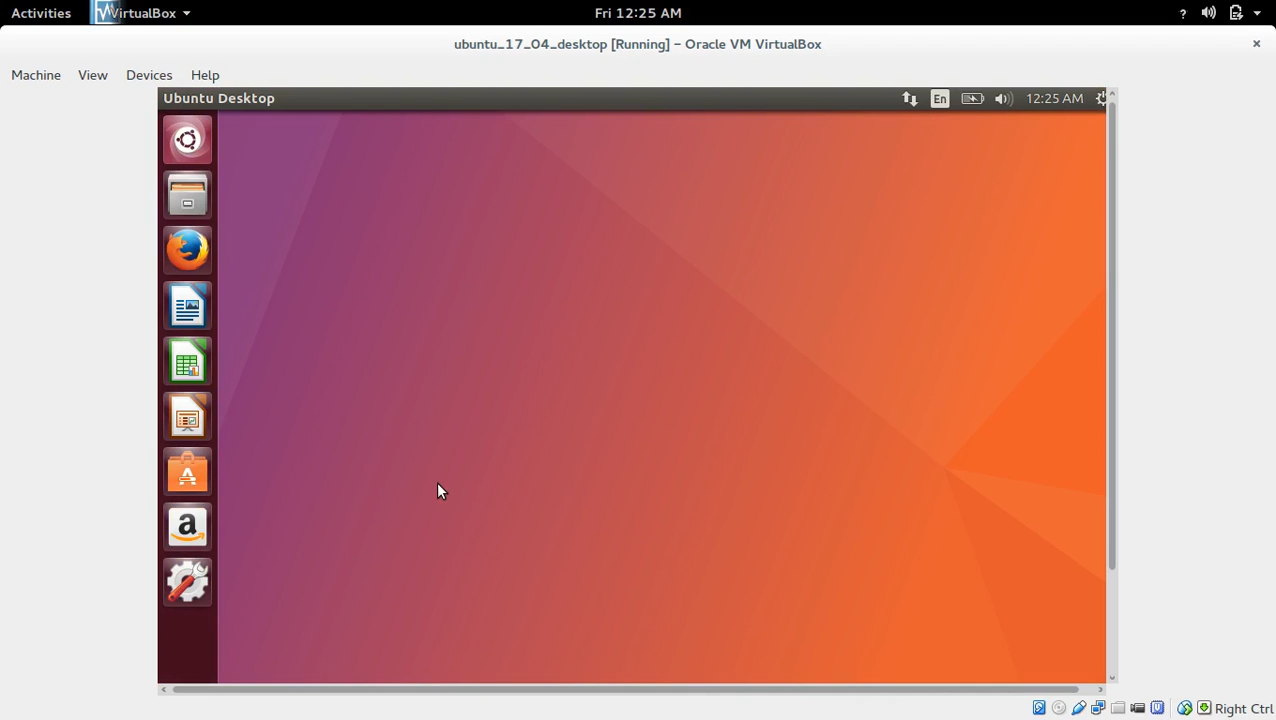 Activities VirtualBox Fri 12:25 AM ?
ubuntu_17_04_desktop [Running] – Oracle VM VirtualBox ×
Machine View Devices Help
Ubuntu Desktop En 12:25 AM
A
a
Right Ctrl